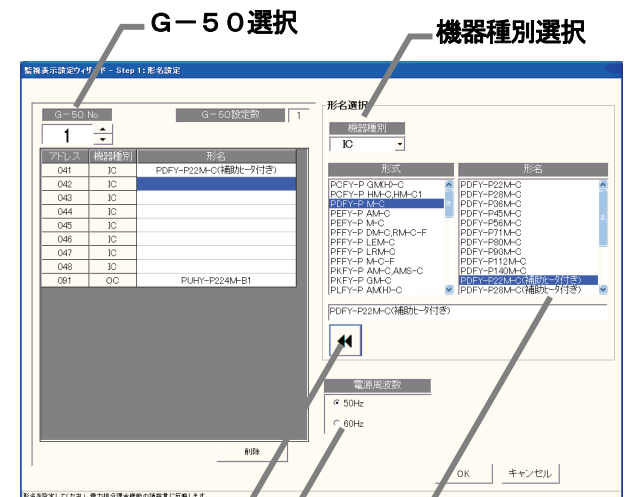 G－５０選択
機器種別選択
監視表示設定ウィザード - Step 1:形名設定
G－50 No.
G－50設定数
1
1
アドレス 機器種別 形名
041 IC PDFY-P22M-C(補助ヒータ付き)
042 IC
043 IC
044 IC
045 IC
046 IC
047 IC
048 IC
091 OC PUHY-P224M-B1
削除
形名選択
機器種別
IC
形式
PCFY-P GM(H)-C
PCFY-P HM-C,HM-C1
PDFY-P M-C
PEFY-P AM-C
PEFY-P M-C
PFFY-P DM-C,RM-C-F
PFFY-P LEM-C
PFFY-P LRM-C
PFFY-P M-C-F
PKFY-P AM-C,AMS-C
PKFY-P GM-C
PLFY-P AM(H)-C
形名
PDFY-P22M-C
PDFY-P28M-C
PDFY-P36M-C
PDFY-P45M-C
PDFY-P56M-C
PDFY-P71M-C
PDFY-P80M-C
PDFY-P90M-C
PDFY-P112M-C
PDFY-P140M-C
PDFY-P22M-C(補助ヒータ付き)
PDFY-P28M-C(補助ヒータ付き)
PDFY-P22M-C(補助ヒータ付き)
電源周波数
50Hz
60Hz
OK
キャンセル